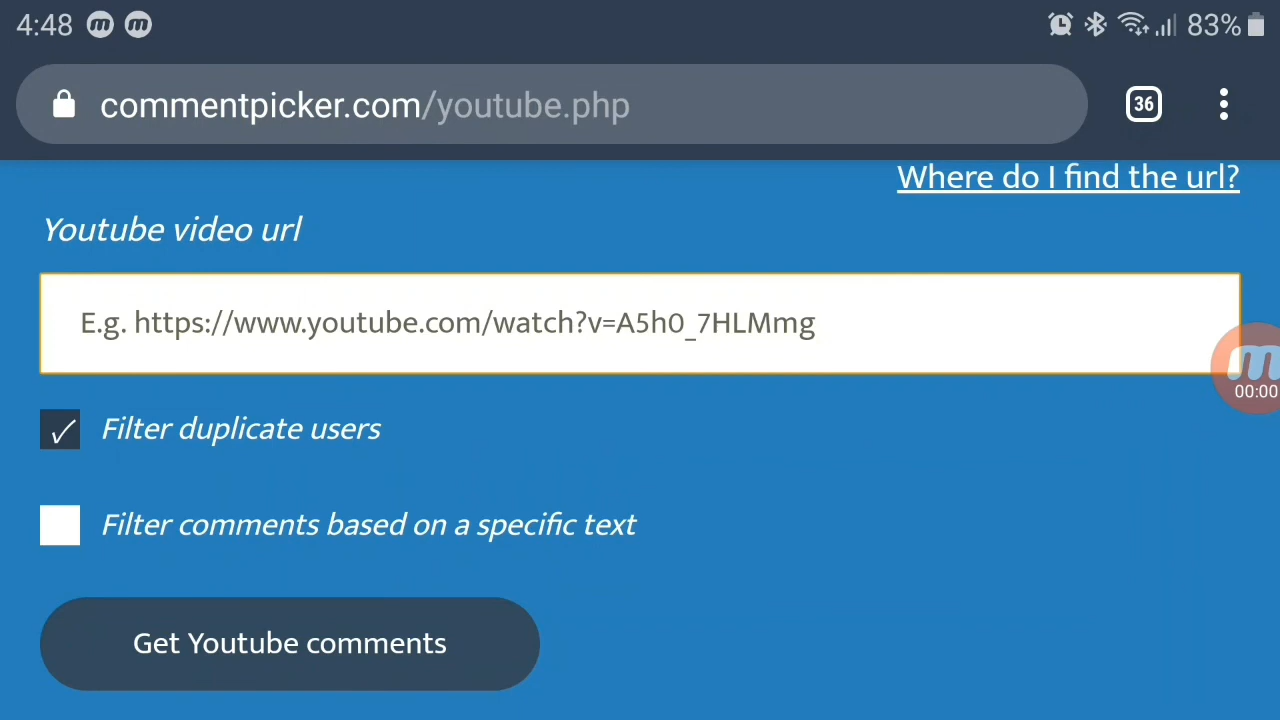 4:48 m m 83%
commentpicker.com/youtube.php 36
Where do I find the url?
Youtube video url
E.g. https://www.youtube.com/watch?v=A5h0_7HLMmg
m
00:00
Filter duplicate users
Filter comments based on a specific text
Get Youtube comments